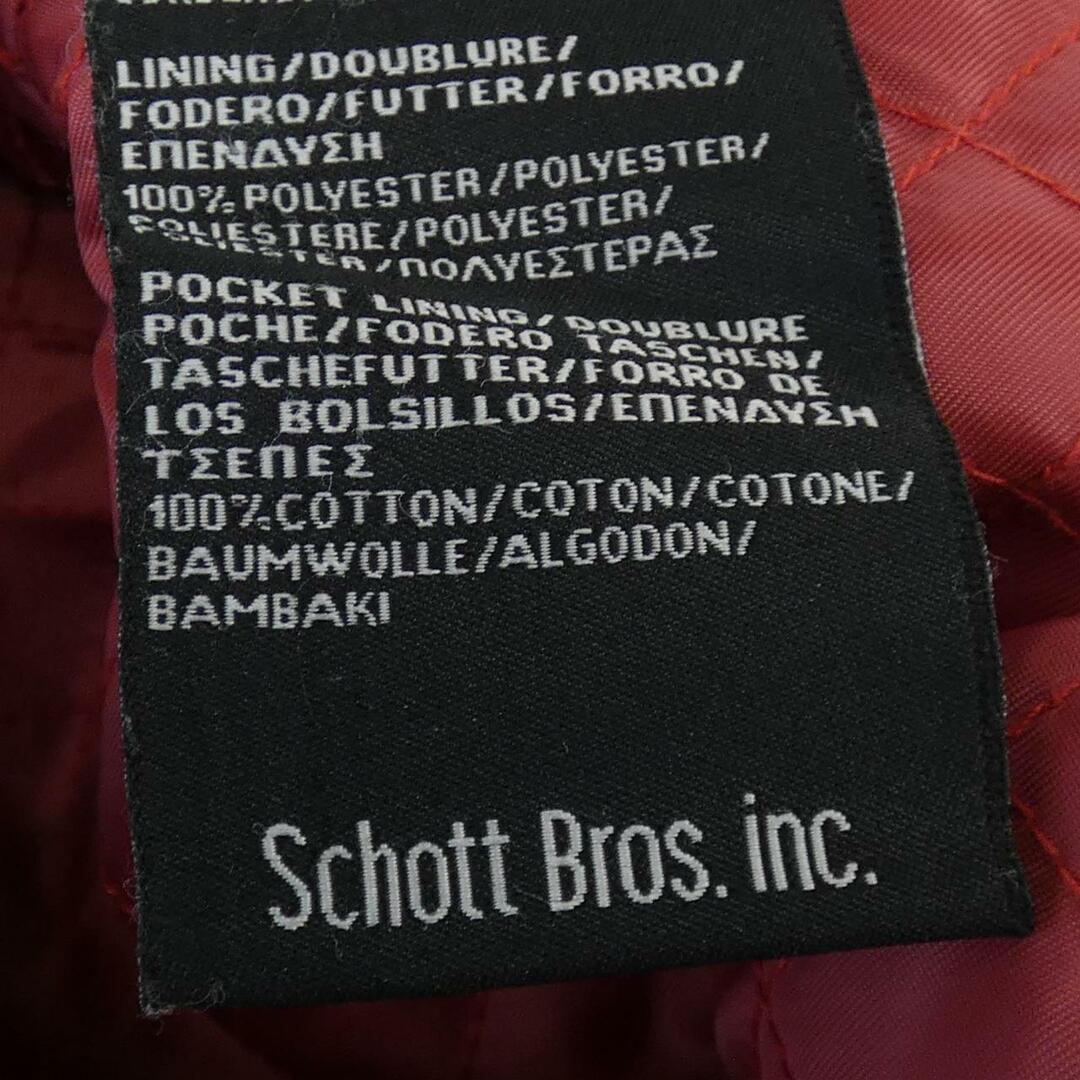 LINING/DOUBLURE/
FODERO/FUTTER/FORRO/
ΕΠΕΝΔΥΣΗ
100% POLYESTER/POLYESTER/
POLIESTERE/POLYESTER/
/ΠΟΛΥΕΣΤΕΡΑΣ
POCKET LINING/DOUBLURE
POCHE/FODERO TASCHEN/
TASCHEFUTTER/FORRO DE
LOS BOLSILLOS/ΕΠΕΝΔΥΣΗ
ΤΣΕΠΕΣ
100% COTTON/COTON/COTONE/
BAUMWOLLE/ALGODON/
BAMBAKI
Schott Bros. inc.